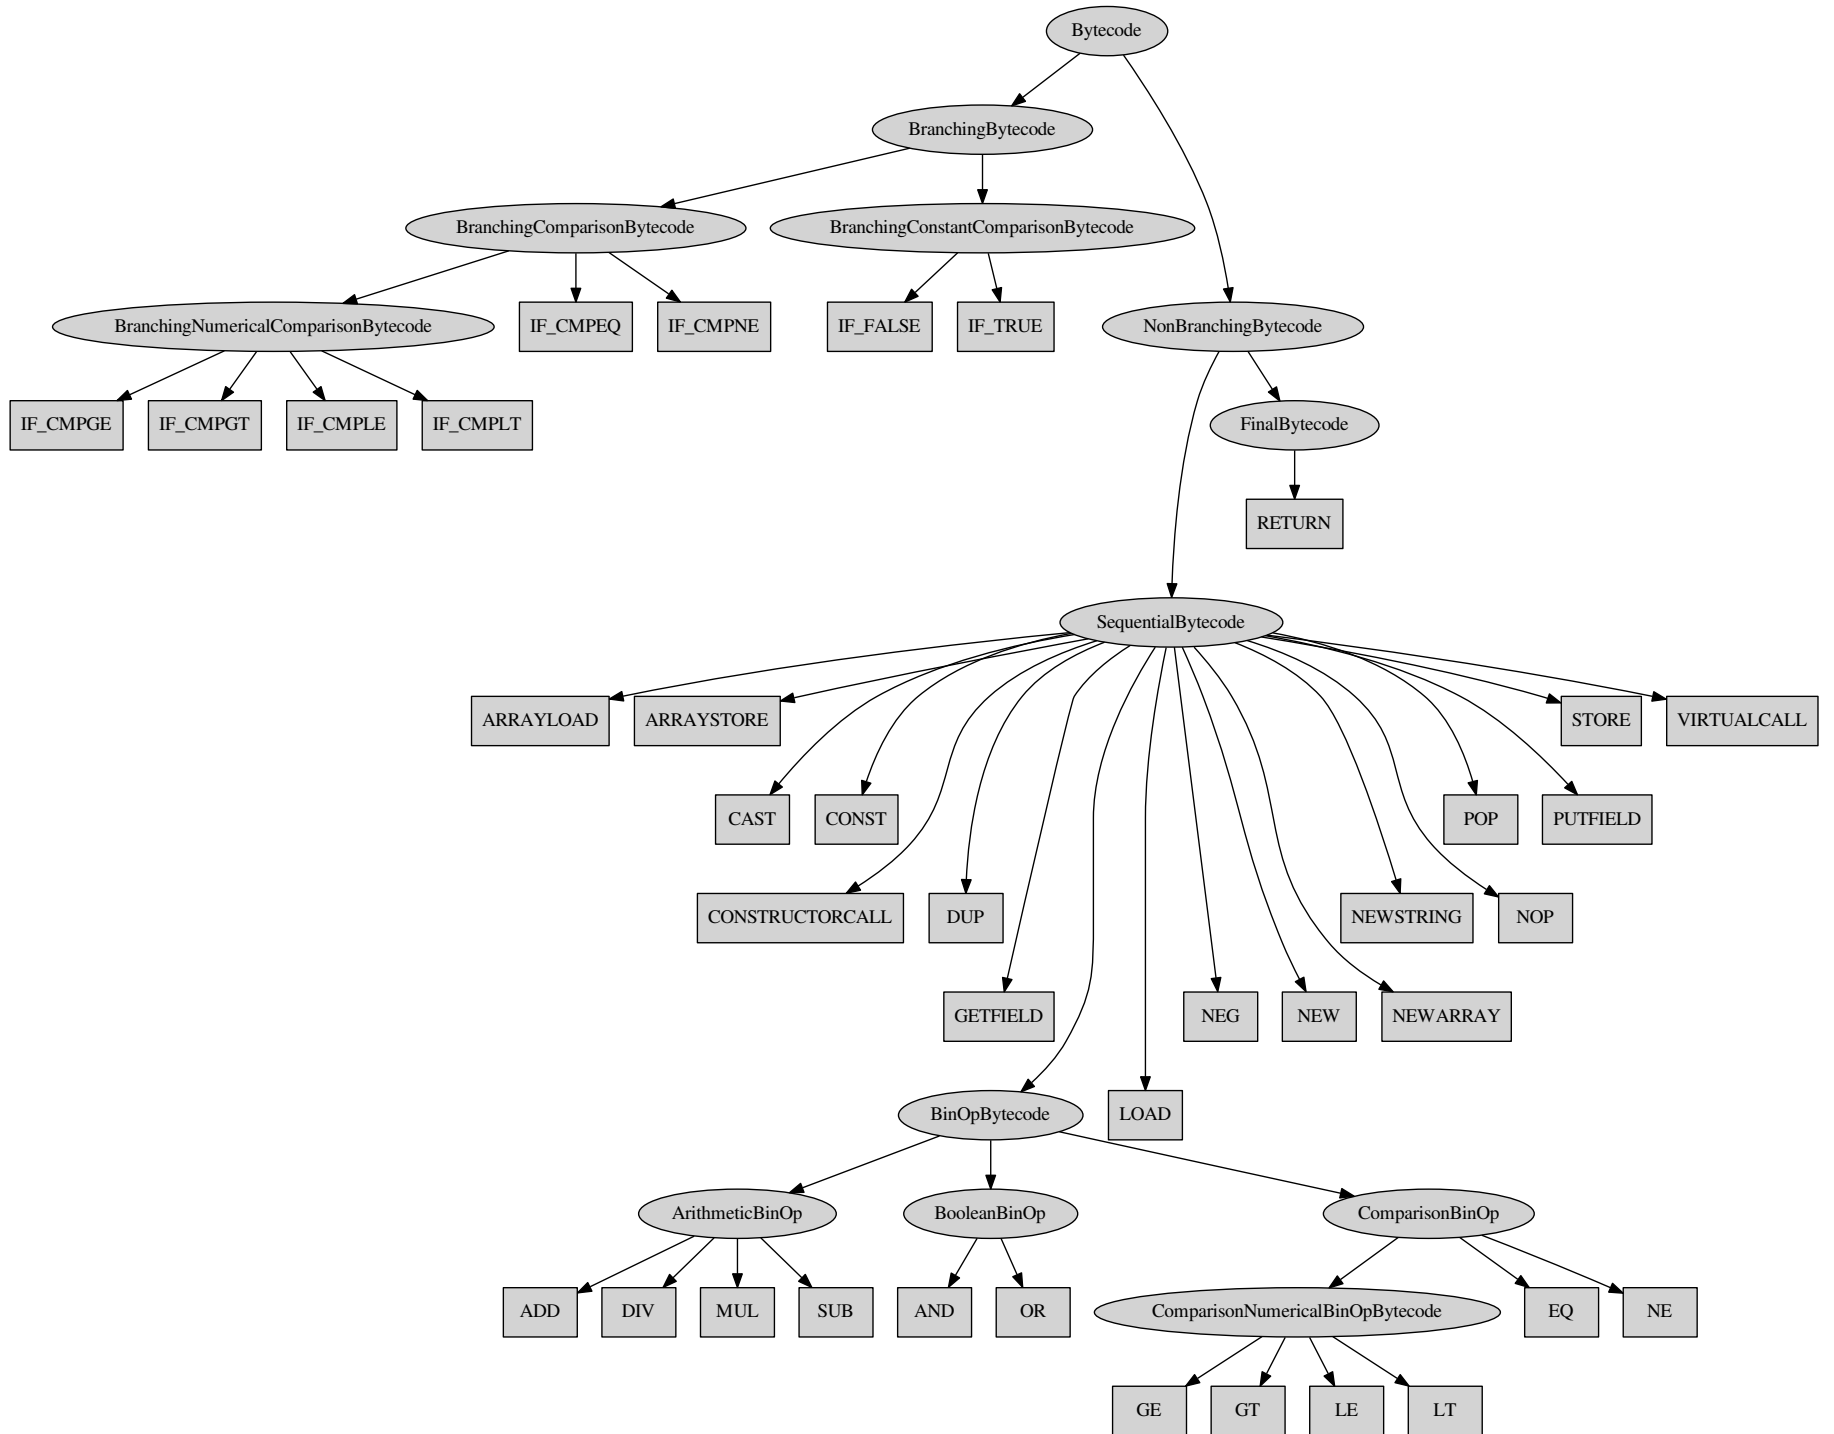 Bytecode
BranchingBytecode
BranchingComparisonBytecode
BranchingConstantComparisonBytecode
BranchingNumericalComparisonBytecode
IF_CMPEQ
IF_CMPNE
IF_FALSE
IF_TRUE
NonBranchingBytecode
IF_CMPGE
IF_CMPGT
IF_CMPLE
IF_CMPLT
FinalBytecode
RETURN
SequentialBytecode
ARRAYLOAD
ARRAYSTORE
STORE
VIRTUALCALL
CAST
CONST
POP
PUTFIELD
CONSTRUCTORCALL
DUP
NEWSTRING
NOP
GETFIELD
NEG
NEW
NEWARRAY
BinOpBytecode
LOAD
ArithmeticBinOp
BooleanBinOp
ComparisonBinOp
ADD
DIV
MUL
SUB
AND
OR
ComparisonNumericalBinOpBytecode
EQ
NE
GE
GT
LE
LT